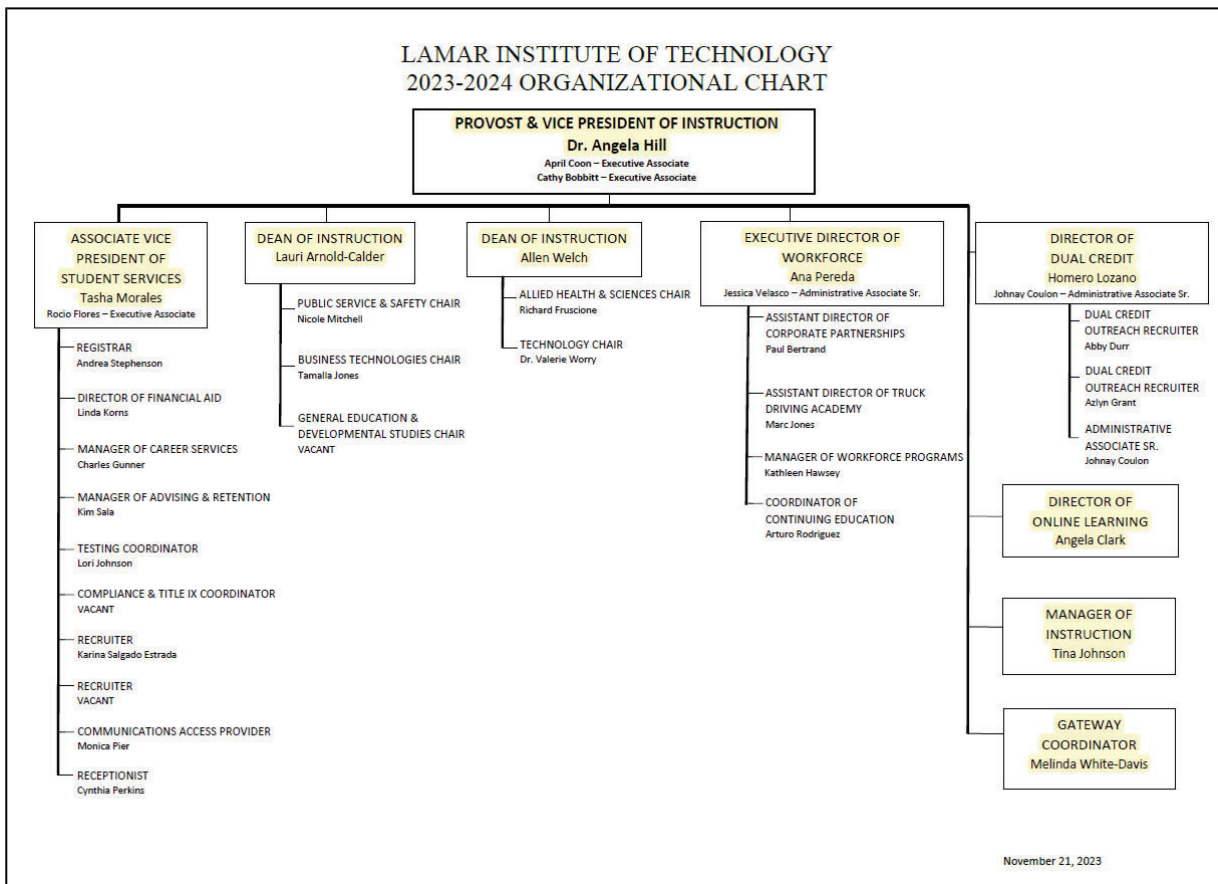 LAMAR INSTITUTE OF TECHNOLOGY
2023-2024 ORGANIZATIONAL CHART
PROVOST & VICE PRESIDENT OF INSTRUCTION
Dr. Angela Hill
April Coon – Executive Associate
Cathy Bobbitt – Executive Associate
ASSOCIATE VICE
PRESIDENT OF
STUDENT SERVICES
Tasha Morales
Rocio Flores – Executive Associate
REGISTRAR
Andrea Stephenson
DIRECTOR OF FINANCIAL AID
Linda Korns
MANAGER OF CAREER SERVICES
Charles Gunner
MANAGER OF ADVISING & RETENTION
Kim Sala
TESTING COORDINATOR
Lori Johnson
COMPLIANCE & TITLE IX COORDINATOR
VACANT
RECRUITER
Karina Salgado Estrada
RECRUITER
VACANT
COMMUNICATIONS ACCESS PROVIDER
Monica Pier
RECEPTIONIST
Cynthia Perkins
DEAN OF INSTRUCTION
Lauri Arnold-Calder
PUBLIC SERVICE & SAFETY CHAIR
Nicole Mitchell
BUSINESS TECHNOLOGIES CHAIR
Tamalla Jones
GENERAL EDUCATION &
DEVELOPMENTAL STUDIES CHAIR
VACANT
DEAN OF INSTRUCTION
Allen Welch
ALLIED HEALTH & SCIENCES CHAIR
Richard Fruscione
TECHNOLOGY CHAIR
Dr. Valerie Worry
EXECUTIVE DIRECTOR OF
WORKFORCE
Ana Pereda
Jessica Velasco – Administrative Associate Sr.
ASSISTANT DIRECTOR OF
CORPORATE PARTNERSHIPS
Paul Bertrand
ASSISTANT DIRECTOR OF TRUCK
DRIVING ACADEMY
Marc Jones
MANAGER OF WORKFORCE PROGRAMS
Kathleen Hawsey
COORDINATOR OF
CONTINUING EDUCATION
Arturo Rodriguez
DIRECTOR OF
DUAL CREDIT
Homero Lozano
Johnay Coulon – Administrative Associate Sr.
DUAL CREDIT
OUTREACH RECRUITER
Abby Durr
DUAL CREDIT
OUTREACH RECRUITER
Azlyn Grant
ADMINISTRATIVE
ASSOCIATE SR.
Johnay Coulon
DIRECTOR OF
ONLINE LEARNING
Angela Clark
MANAGER OF
INSTRUCTION
Tina Johnson
GATEWAY
COORDINATOR
Melinda White-Davis
November 21, 2023